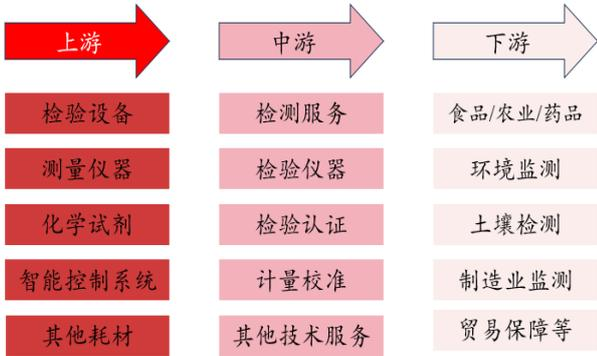 上游
中游
下游
检验设备
检测服务
食品/农业/药品
测量仪器
检验仪器
环境监测
化学试剂
检验认证
土壤检测
智能控制系统
计量校准
制造业监测
其他耗材
其他技术服务
贸易保障等